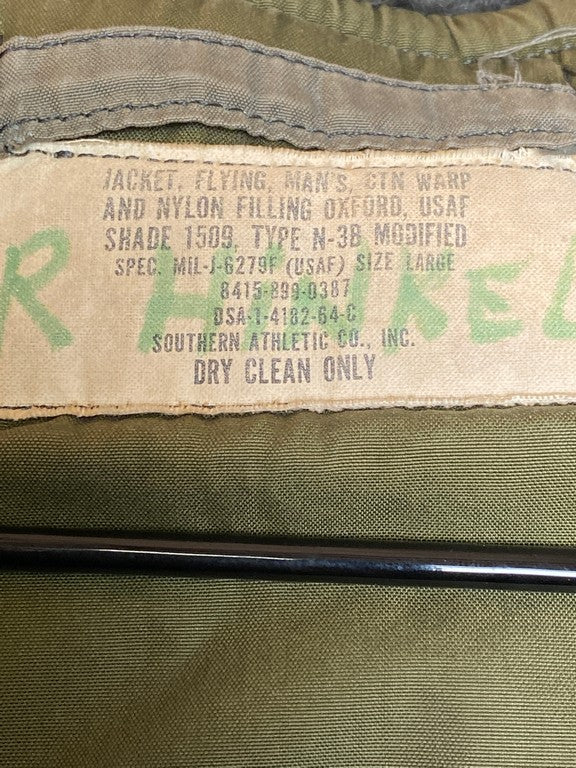 JACKET, FLYING, MAN'S, CTN WARP
AND NYLON FILLING OXFORD, USAF
SHADE 1509, TYPE N-3B MODIFIED
SPEC. MIL-J-6279F (USAF) SIZE LARGE
8415-899-0387
DSA-1-4182-64-C
SOUTHERN ATHLETIC CO., INC.
DRY CLEAN ONLY